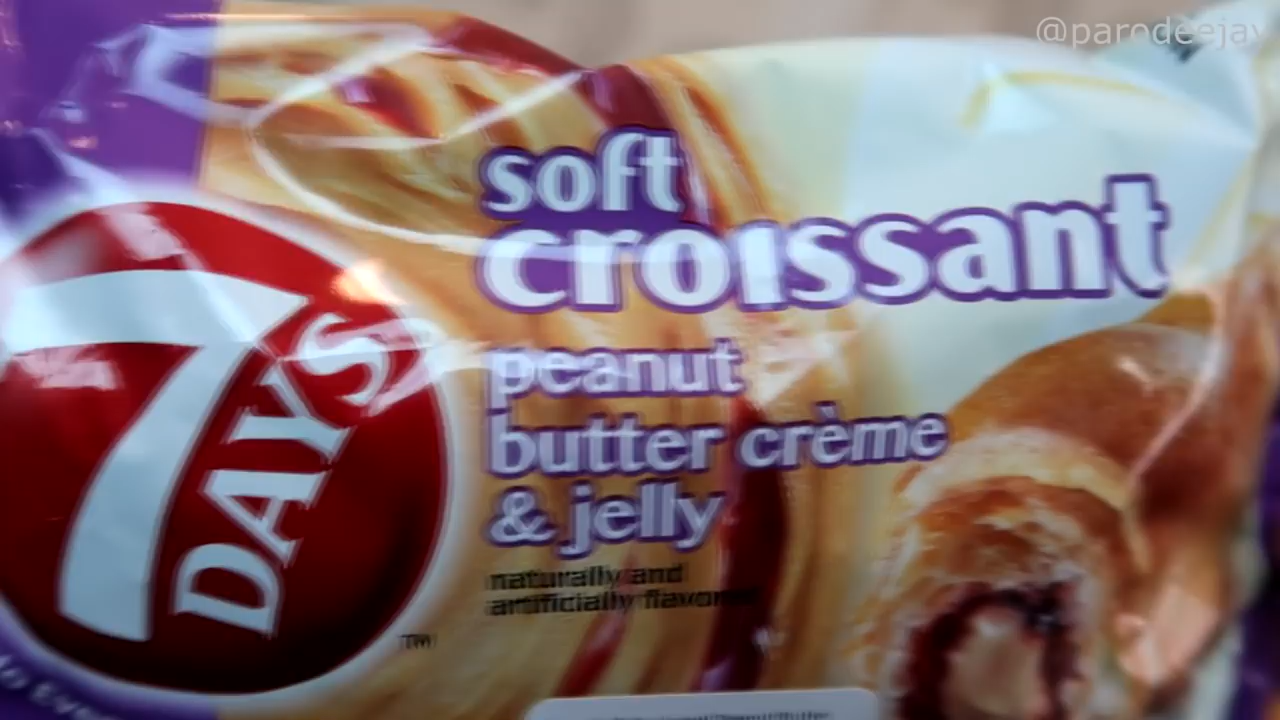 @parodeejay
7
DAYS
TM
soft
croissant
peanut
butter crème
& jelly
naturally and
artificially flavored